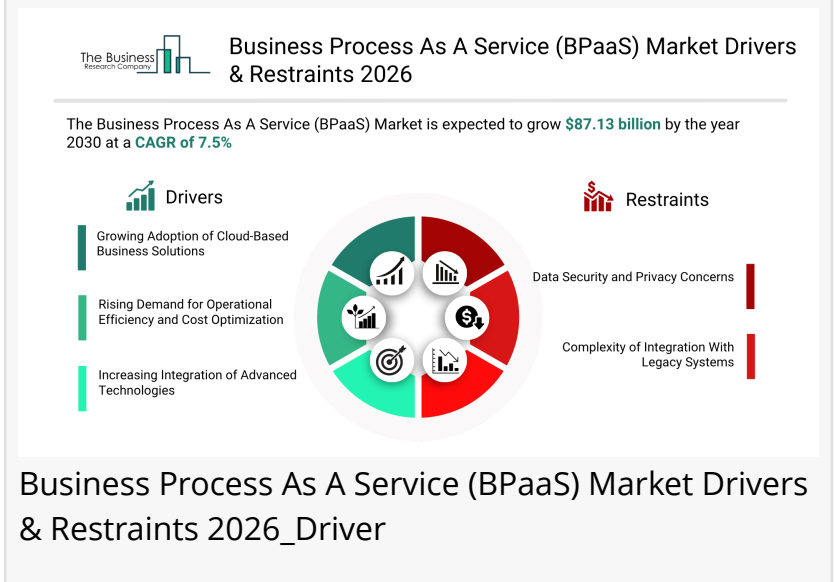 The Business
Research Company
Business Process As A Service (BPaaS) Market Drivers
& Restraints 2026
The Business Process As A Service (BPaaS) Market is expected to grow $87.13 billion by the year
2030 at a CAGR of 7.5%
Drivers
Growing Adoption of Cloud-Based
Business Solutions
Rising Demand for Operational
Efficiency and Cost Optimization
Increasing Integration of Advanced
Technologies
$
$
Restraints
Data Security and Privacy Concerns
Complexity of Integration With
Legacy Systems
Business Process As A Service (BPaaS) Market Drivers
& Restraints 2026_Driver